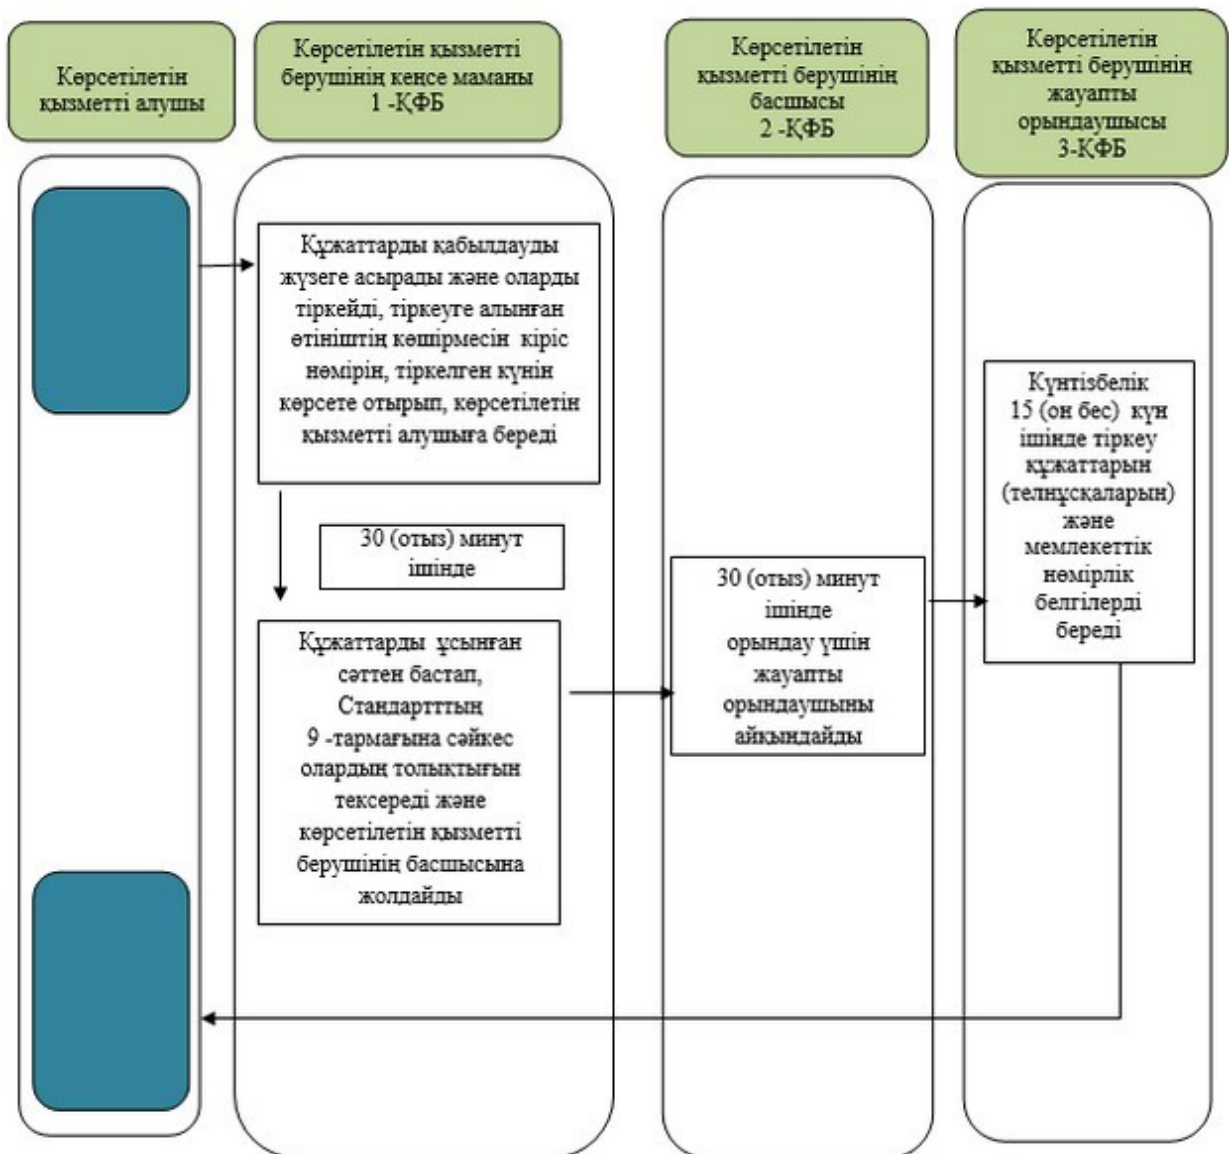 Көрсетілетін
қызметті алушы
Көрсетілетін қызметті
берушінің кеңсе маманы
1 -ҚФБ
Көрсетілетін
қызметті берушінің
басшысы
2 -ҚФБ
Көрсетілетін
қызметті берушінің
жауапты
орындаушысы
3-ҚФБ
Құжаттарды қабылдауды
жүзеге асырады және оларды
тіркейді, тіркеуге алынған
өтініштің көшірмесін кіріс
нөмірін, тіркелген күнін
көрсете отырып, көрсетілетін
қызметті алушыға береді
30 (отыз) минут
ішінде
Құжаттарды ұсынған
сәттен бастап,
Стандартттың
9 -тармағына сәйкес
олардың толықтығын
тексереді және
көрсетілетін қызметті
берушінің басшысына
жолдайды
30 (отыз) минут
ішінде
орындау үшін
жауапты
орындаушыны
айқындайды
Күнтізбелік
15 (он бес) күн
ішінде тіркеу
құжаттарын
(телнұсқаларын)
және
мемлекеттік
нөмірлік
белгілерді
береді